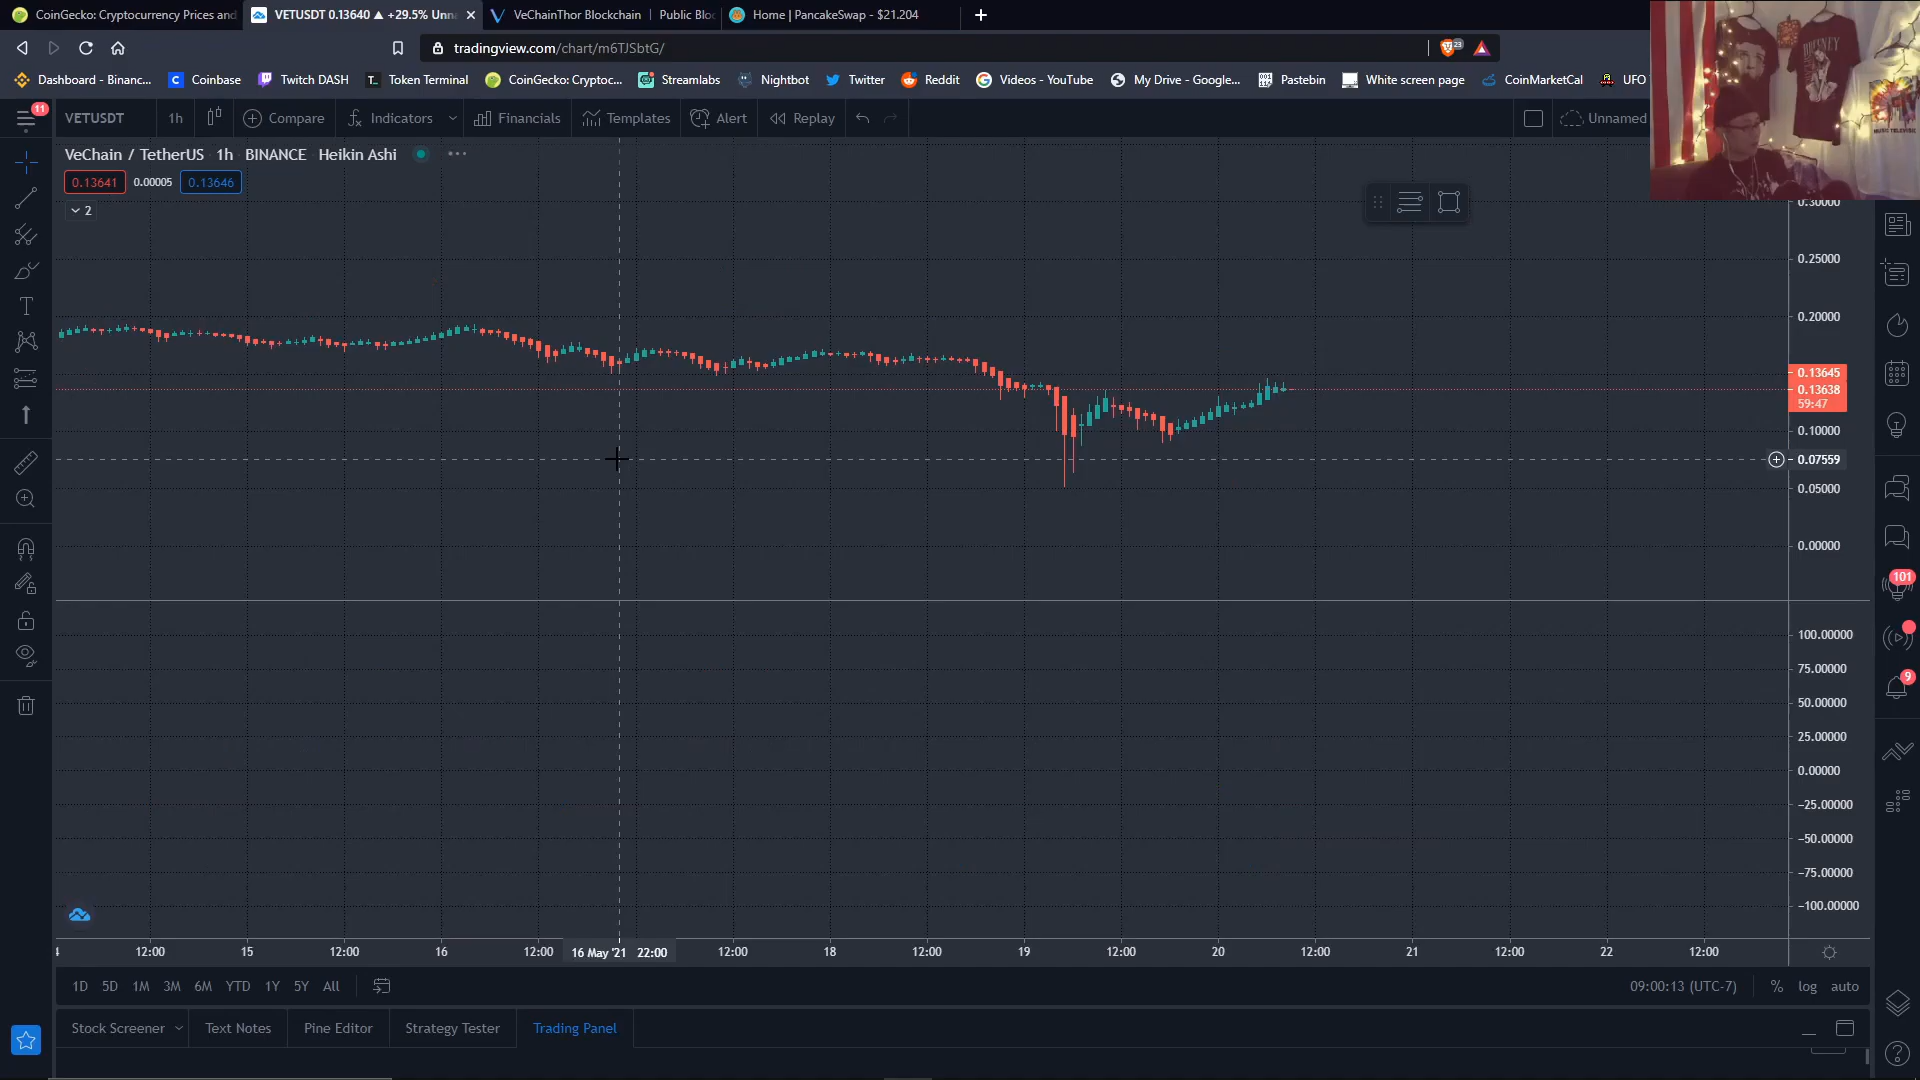 CoinGecko: Cryptocurrency Prices and
VETUSDT 0.13640 ▲ +29.5% Unna
VeChainThor Blockchain | Public Bloc
Home | PancakeSwap - $21.204
tradingview.com/chart/m6TJSbtG/
23
Dashboard - Binanc...
Coinbase
Twitch DASH
Token Terminal
CoinGecko: Cryptoc...
Streamlabs
Nightbot
Twitter
Reddit
Videos - YouTube
My Drive - Google...
Pastebin
White screen page
CoinMarketCal
UFO
11
VETUSDT
1h
Compare
Indicators
Financials
Templates
Alert
Replay
Unnamed
VeChain / TetherUS 1h BINANCE Heikin Ashi
0.13641
0.00005
0.13646
2
0.30000
0.25000
0.20000
0.13645
0.13638
59:47
0.10000
0.07559
0.05000
0.00000
100.00000
75.00000
50.00000
25.00000
0.00000
-25.00000
-50.00000
-75.00000
-100.00000
101
9
12:00
15
12:00
16
12:00
16 May '21 22:00
12:00
18
12:00
19
12:00
20
12:00
21
12:00
22
12:00
1D
5D
1M
3M
6M
YTD
1Y
5Y
All
09:00:13 (UTC-7)
%
log
auto
Stock Screener
Text Notes
Pine Editor
Strategy Tester
Trading Panel